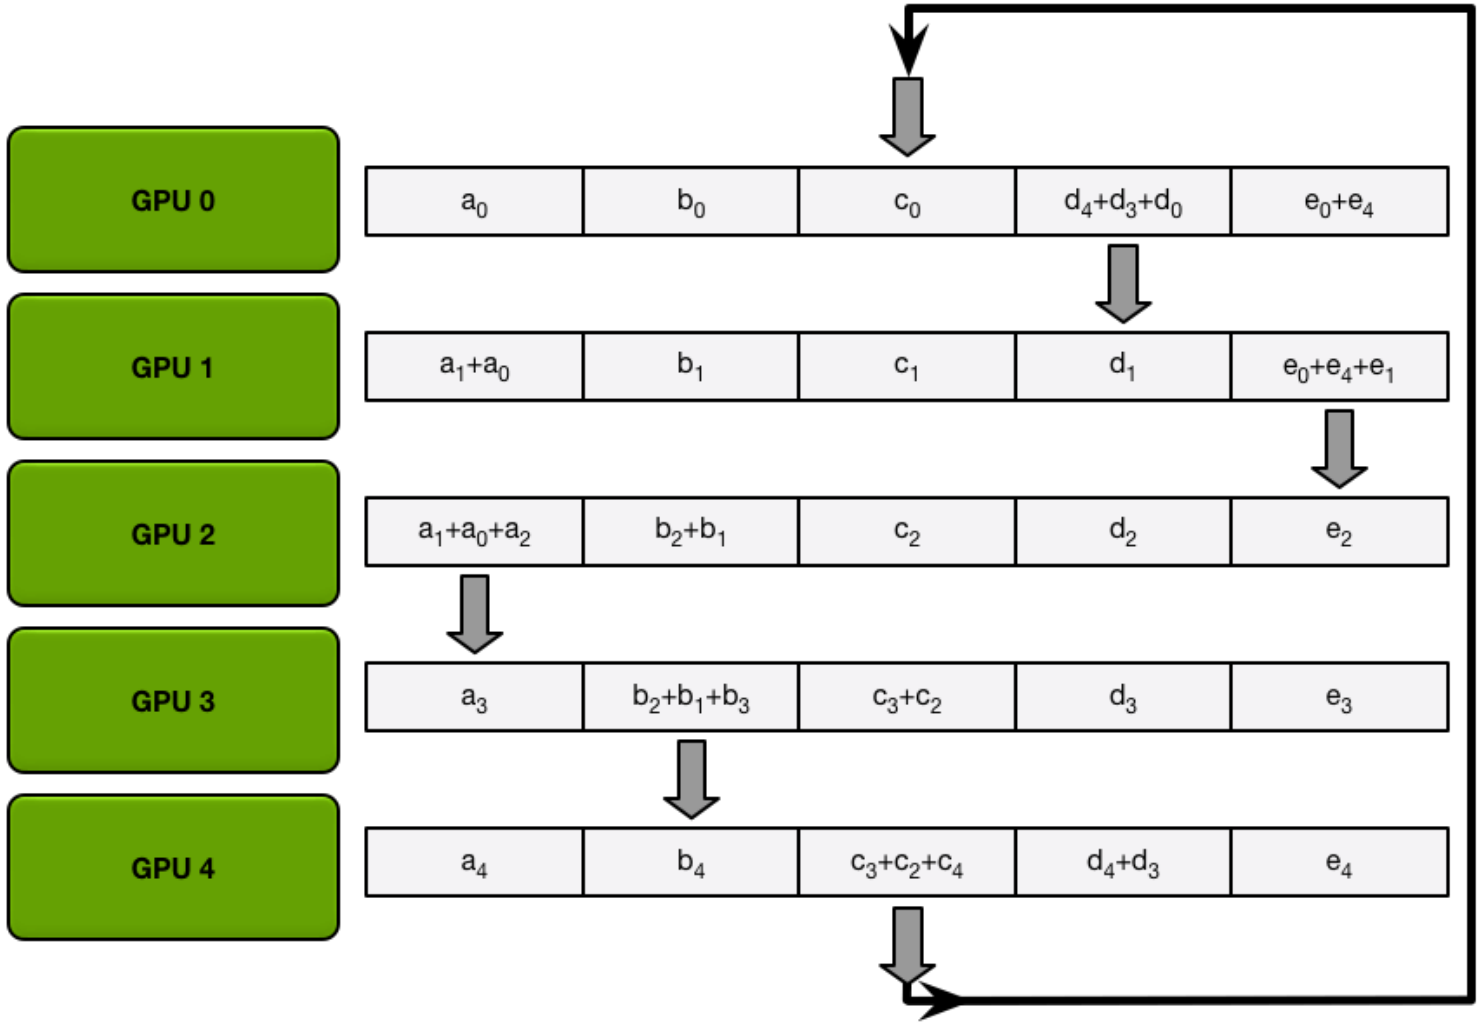 GPU 0 a₀ b₀ c₀ d₄+d₃+d₀ e₀+e₄
GPU 1 a₁+a₀ b₁ c₁ d₁ e₀+e₄+e₁
GPU 2 a₁+a₀+a₂ b₂+b₁ c₂ d₂ e₂
GPU 3 a₃ b₂+b₁+b₃ c₃+c₂ d₃ e₃
GPU 4 a₄ b₄ c₃+c₂+c₄ d₄+d₃ e₄